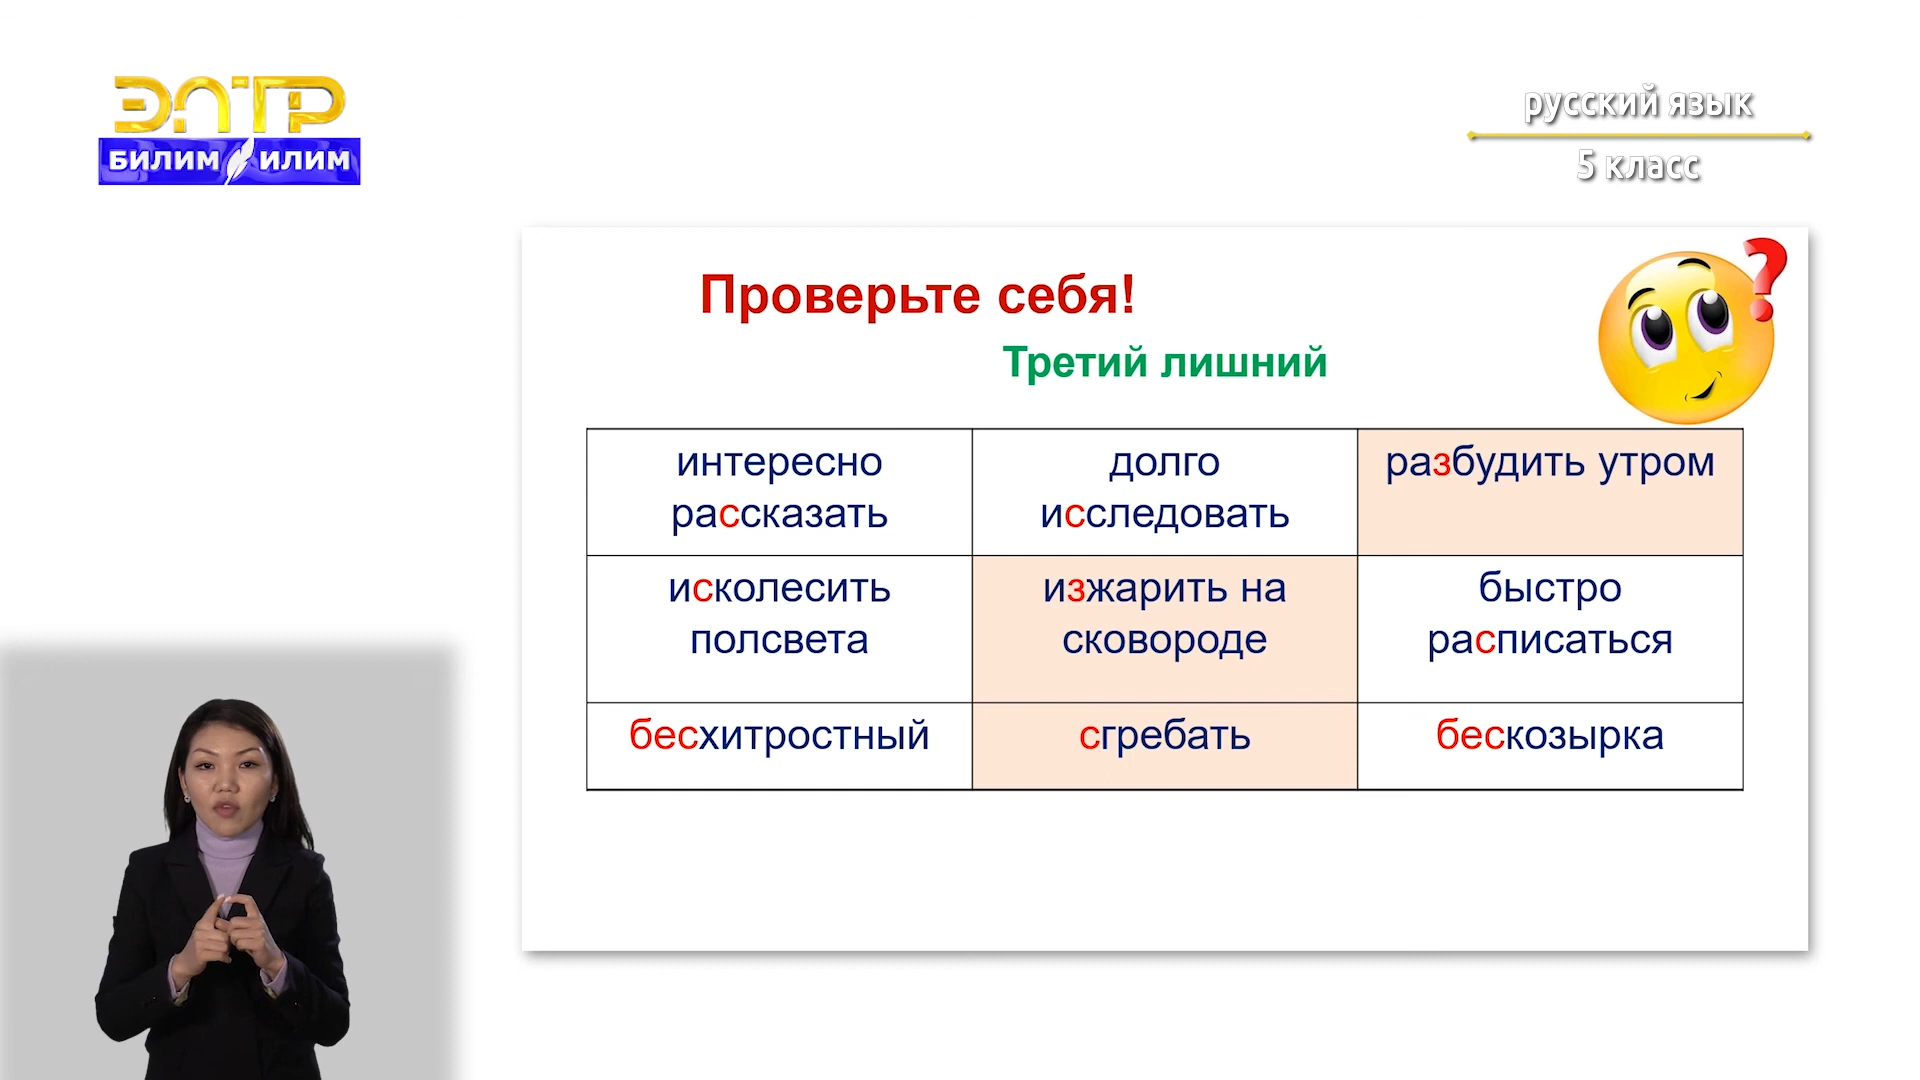 ЭЛТР
БИЛИМ ИЛИМ
русский язык
5 класс
Проверьте себя!
?
Третий лишний
интересно
рассказать
долго
исследовать
разбудить утром
исколесить
полсвета
изжарить на
сковороде
быстро
расписаться
бесхитростный
сгребать
бескозырка